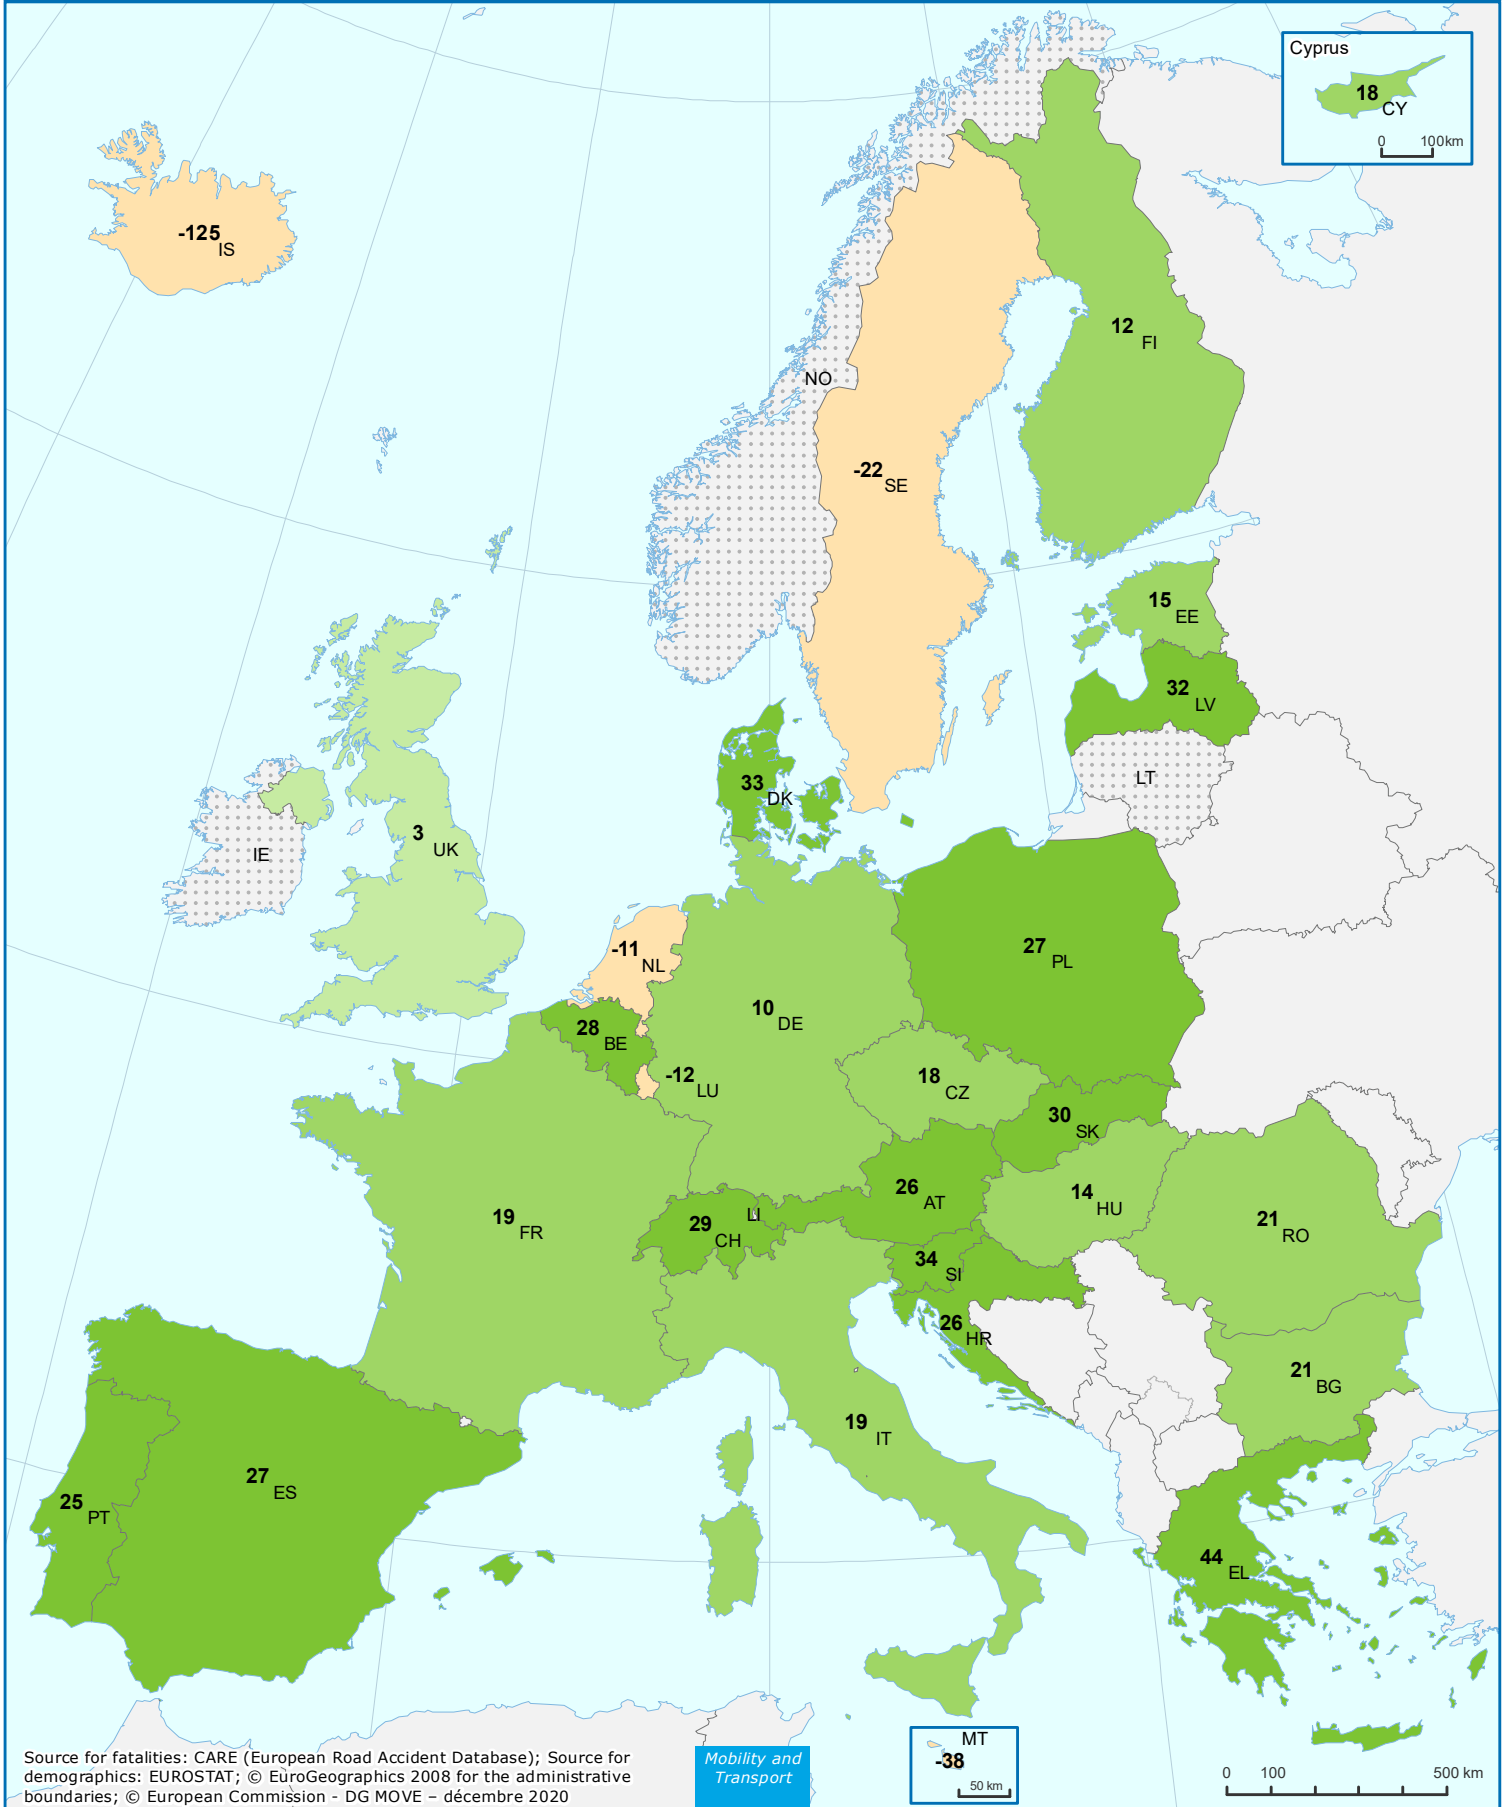 Cyprus
18
CY
0 100km
-125
IS
12
FI
NO
-22
SE
15
EE
32
LV
LT
33
DK
3
UK
IE
-11
NL
27
PL
10
DE
28
BE
-12
LU
18
CZ
30
SK
26
AT
14
HU
19
FR
29
CH
LI
21
RO
34
SI
26
HR
21
BG
19
IT
27
ES
25
PT
44
EL
MT
-38
50 km
Source for fatalities: CARE (European Road Accident Database); Source for
demographics: EUROSTAT; © EuroGeographics 2008 for the administrative
boundaries; © European Commission - DG MOVE – décembre 2020
Mobility and
Transport
0 100 500 km